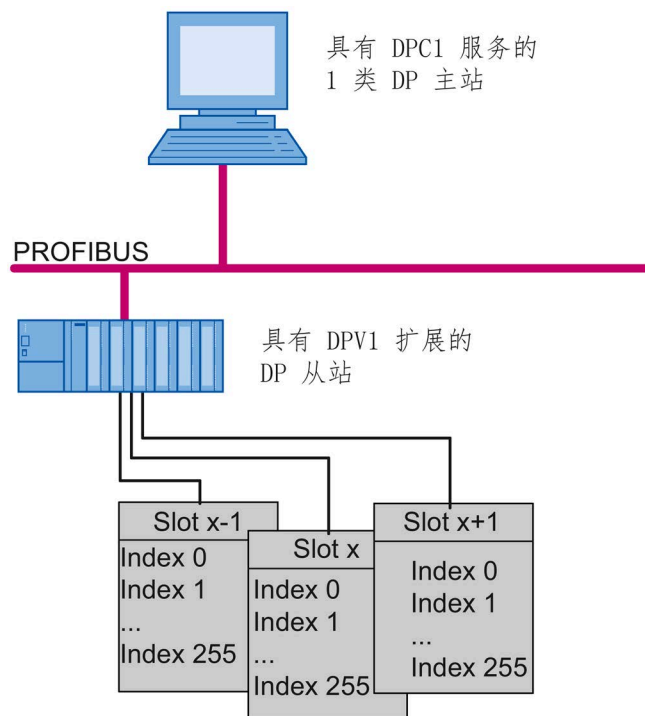 具有 DPC1 服务的
1 类 DP 主站
PROFIBUS
具有 DPV1 扩展的
DP 从站
Slot x-1
Index 0
Index 1
...
Index 255
Slot x
Index 0
Index 1
...
Index 255
Slot x+1
Index 0
Index 1
...
Index 255